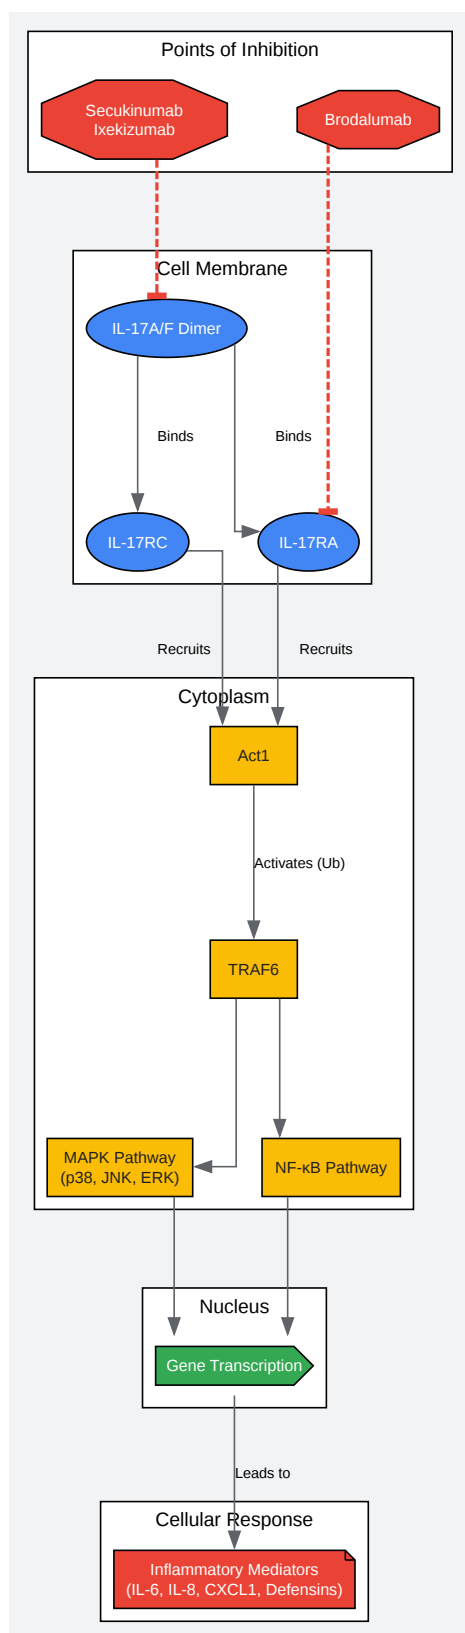 Points of Inhibition
Secukinumab
Ixekizumab
Brodalumab
Cell Membrane
IL-17A/F Dimer
Binds
Binds
IL-17RC
IL-17RA
Recruits
Recruits
Cytoplasm
Act1
Activates (Ub)
TRAF6
MAPK Pathway
(p38, JNK, ERK)
NF-κB Pathway
Nucleus
Gene Transcription
Leads to
Cellular Response
Inflammatory Mediators
(IL-6, IL-8, CXCL1, Defensins)